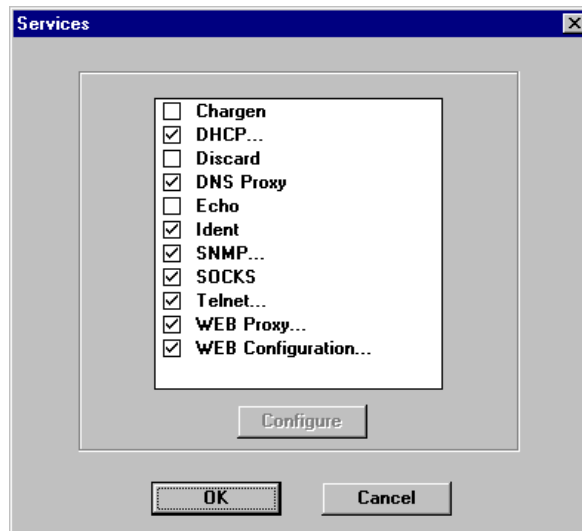 Services
Chargen
DHCP...
Discard
DNS Proxy
Echo
Ident
SNMP...
SOCKS
Telnet...
WEB Proxy...
WEB Configuration...
Configure
OK Cancel